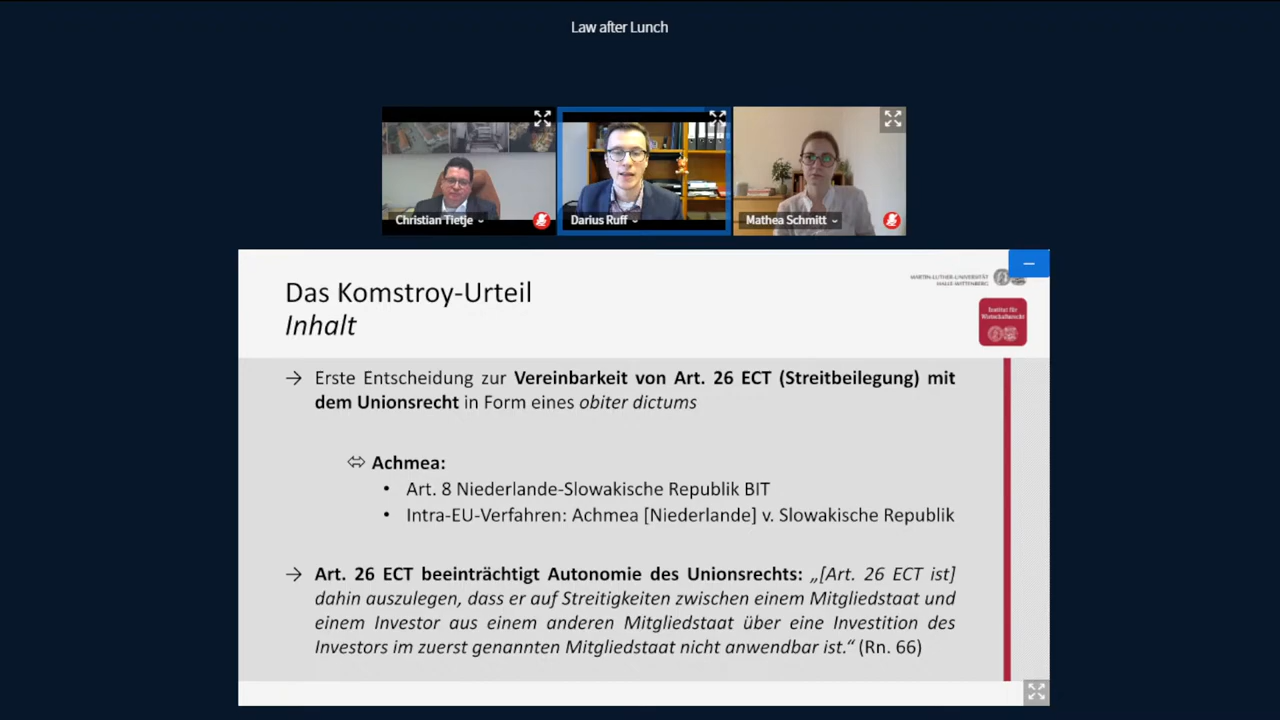 Law after Lunch
Christian Tietje
Darius Ruff
Mathea Schmitt
MARTIN-LUTHER-UNIVERSITÄT
HALLE-WITTENBERG
Das Komstroy-Urteil
Inhalt
Institut für
Wirtschaftsrecht
→ Erste Entscheidung zur Vereinbarkeit von Art. 26 ECT (Streitbeilegung) mit
dem Unionsrecht in Form eines obiter dictums
⇔ Achmea:
• Art. 8 Niederlande-Slowakische Republik BIT
• Intra-EU-Verfahren: Achmea [Niederlande] v. Slowakische Republik
→ Art. 26 ECT beeinträchtigt Autonomie des Unionsrechts: „[Art. 26 ECT ist]
dahin auszulegen, dass er auf Streitigkeiten zwischen einem Mitgliedstaat und
einem Investor aus einem anderen Mitgliedstaat über eine Investition des
Investors im zuerst genannten Mitgliedstaat nicht anwendbar ist.“ (Rn. 66)